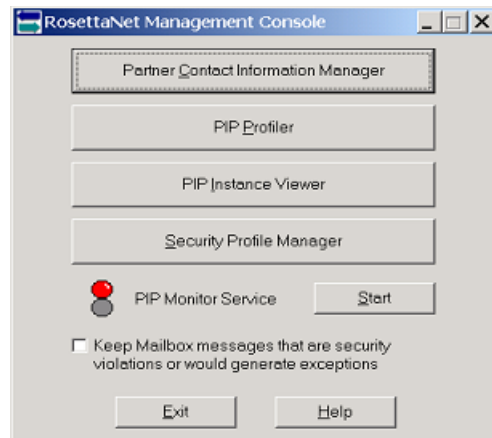 RosettaNet Management Console
Partner Contact Information Manager
PIP Profiler
PIP Instance Viewer
Security Profile Manager
PIP Monitor Service
Start
Keep Mailbox messages that are security
violations or would generate exceptions
Exit
Help